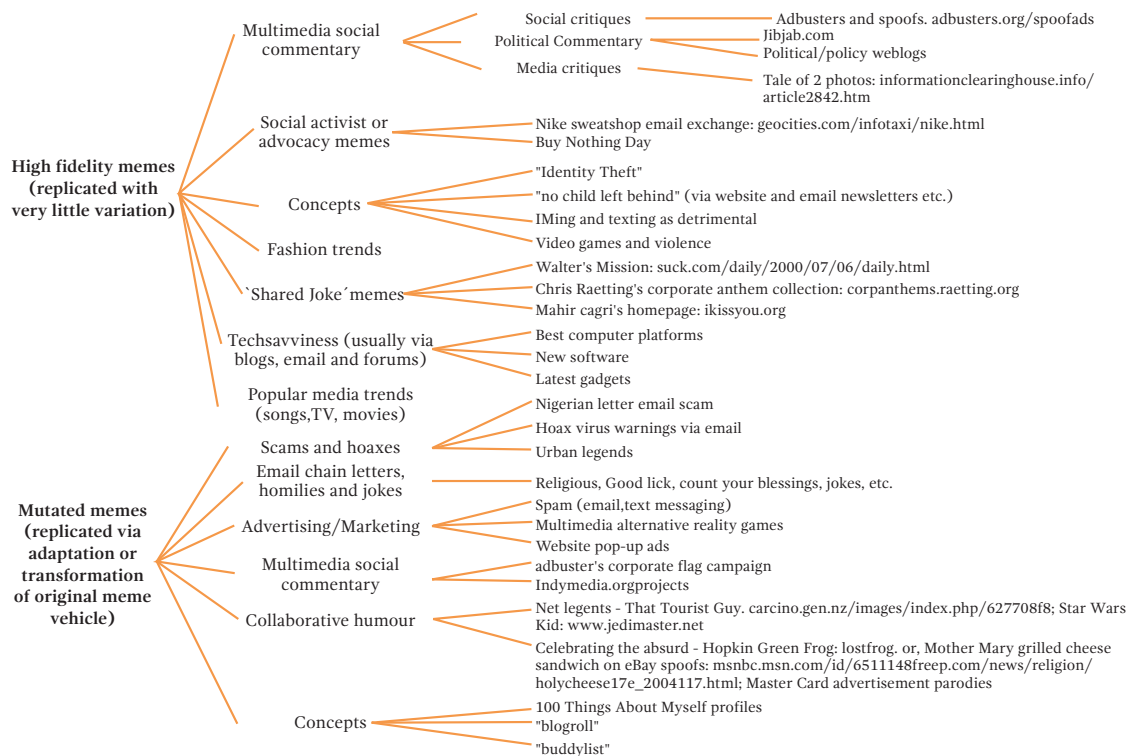 High fidelity memes
(replicated with
very little variation)
Multimedia social
commentary
Social critiques
Adbusters and spoofs. adbusters.org/spoofads
Political Commentary
Jibjab.com
Political/policy weblogs
Media critiques
Tale of 2 photos: informationclearinghouse.info/
article2842.htm
Social activist or
advocacy memes
Nike sweatshop email exchange: geocities.com/infotaxi/nike.html
Buy Nothing Day
Concepts
"Identity Theft"
"no child left behind" (via website and email newsletters etc.)
IMing and texting as detrimental
Video games and violence
Fashion trends
`Shared Joke´memes
Walter's Mission: suck.com/daily/2000/07/06/daily.html
Chris Raetting's corporate anthem collection: corpanthems.raetting.org
Mahir cagri's homepage: ikissyou.org
Techsavviness (usually via
blogs, email and forums)
Best computer platforms
New software
Latest gadgets
Popular media trends
(songs,TV, movies)
Mutated memes
(replicated via
adaptation or
transformation
of original meme
vehicle)
Scams and hoaxes
Nigerian letter email scam
Hoax virus warnings via email
Urban legends
Email chain letters,
homilies and jokes
Religious, Good lick, count your blessings, jokes, etc.
Advertising/Marketing
Spam (email,text messaging)
Multimedia alternative reality games
Website pop-up ads
Multimedia social
commentary
adbuster's corporate flag campaign
Indymedia.orgprojects
Collaborative humour
Net legents - That Tourist Guy. carcino.gen.nz/images/index.php/627708f8; Star Wars
Kid: www.jedimaster.net
Celebrating the absurd - Hopkin Green Frog: lostfrog. or, Mother Mary grilled cheese
sandwich on eBay spoofs: msnbc.msn.com/id/6511148freep.com/news/religion/
holycheese17e_2004117.html; Master Card advertisement parodies
Concepts
100 Things About Myself profiles
"blogroll"
"buddylist"